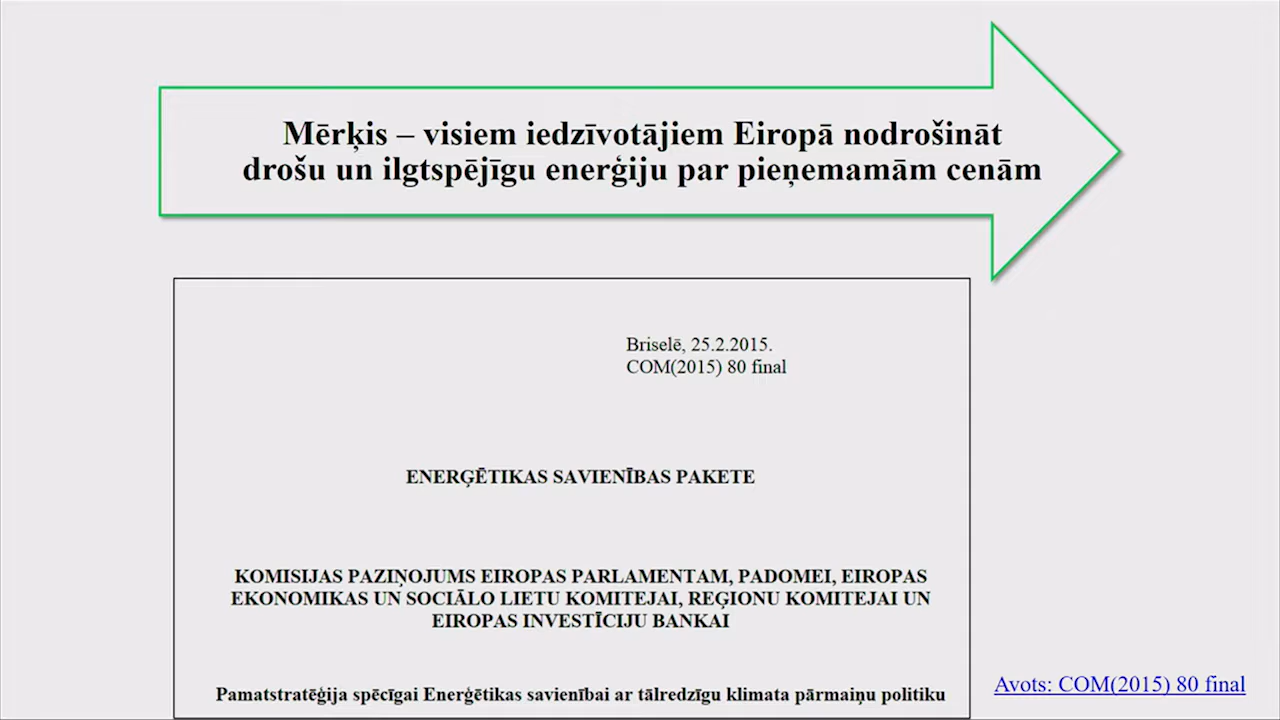 Mērķis – visiem iedzīvotājiem Eiropā nodrošināt
drošu un ilgtspējīgu enerģiju par pieņemamām cenām
Briselē, 25.2.2015.
COM(2015) 80 final
ENERĢĒTIKAS SAVIENĪBAS PAKETE
KOMISIJAS PAZIŅOJUMS EIROPAS PARLAMENTAM, PADOMEI, EIROPAS
EKONOMIKAS UN SOCIĀLO LIETU KOMITEJAI, REĢIONU KOMITEJAI UN
EIROPAS INVESTĪCIJU BANKAI
Pamatstratēģija spēcīgai Enerģētikas savienībai ar tālredzīgu klimata pārmaiņu politiku
Avots: COM(2015) 80 final